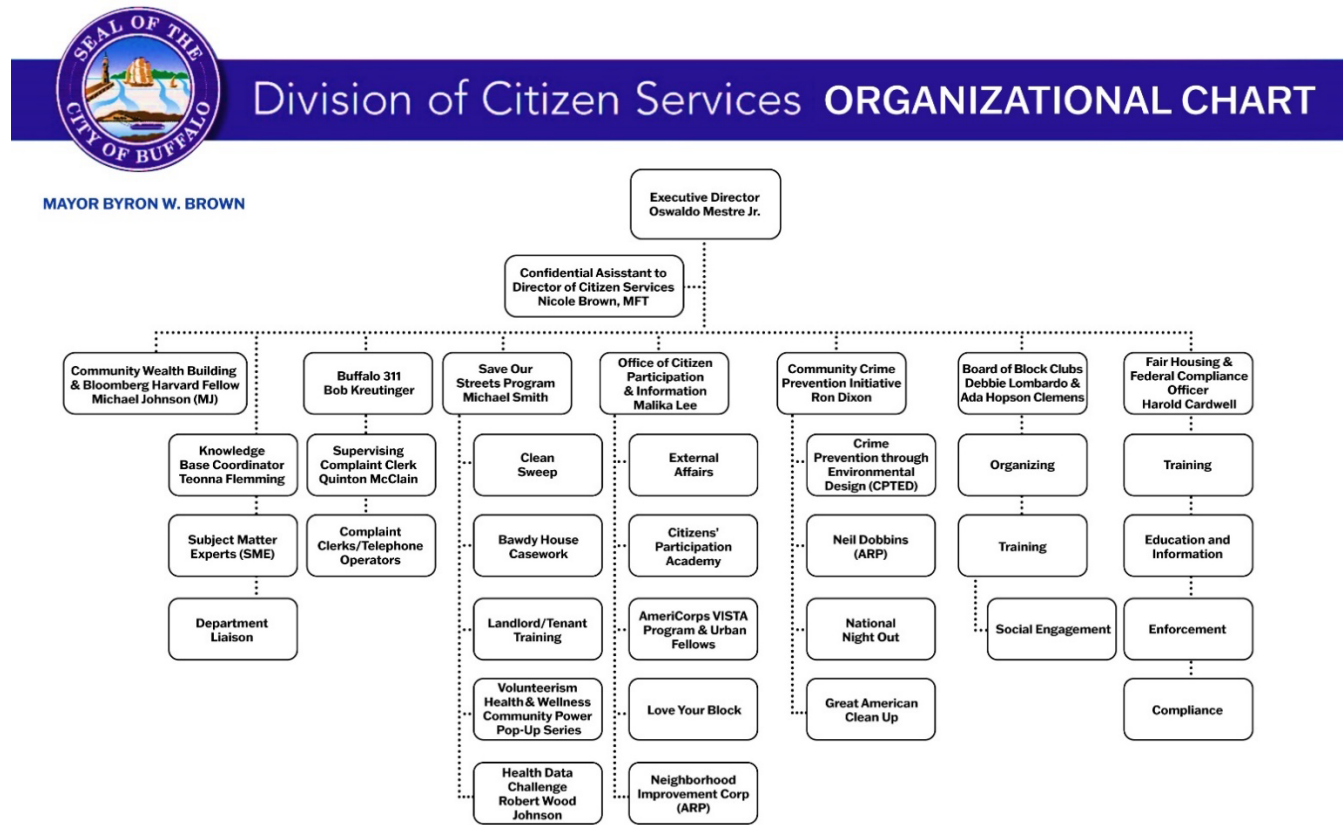 SEAL OF THE
CITY OF BUFFALO
Division of Citizen Services ORGANIZATIONAL CHART
MAYOR BYRON W. BROWN
Executive Director
Oswaldo Mestre Jr.
Confidential Asisstant to
Director of Citizen Services
Nicole Brown, MFT
Community Wealth Building
& Bloomberg Harvard Fellow
Michael Johnson (MJ)
Buffalo 311
Bob Kreutinger
Save Our
Streets Program
Michael Smith
Office of Citizen
Participation
& Information
Malika Lee
Community Crime
Prevention Initiative
Ron Dixon
Board of Block Clubs
Debbie Lombardo &
Ada Hopson Clemens
Fair Housing &
Federal Compliance
Officer
Harold Cardwell
Knowledge
Base Coordinator
Teonna Flemming
Supervising
Complaint Clerk
Quinton McClain
Clean
Sweep
External
Affairs
Crime
Prevention through
Environmental
Design (CPTED)
Organizing
Training
Subject Matter
Experts (SME)
Complaint
Clerks/Telephone
Operators
Bawdy House
Casework
Citizens'
Participation
Academy
Neil Dobbins
(ARP)
Training
Education and
Information
Department
Liaison
Landlord/Tenant
Training
AmeriCorps VISTA
Program & Urban
Fellows
National
Night Out
Social Engagement
Enforcement
Volunteerism
Health & Wellness
Community Power
Pop-Up Series
Love Your Block
Great American
Clean Up
Compliance
Health Data
Challenge
Robert Wood
Johnson
Neighborhood
Improvement Corp
(ARP)